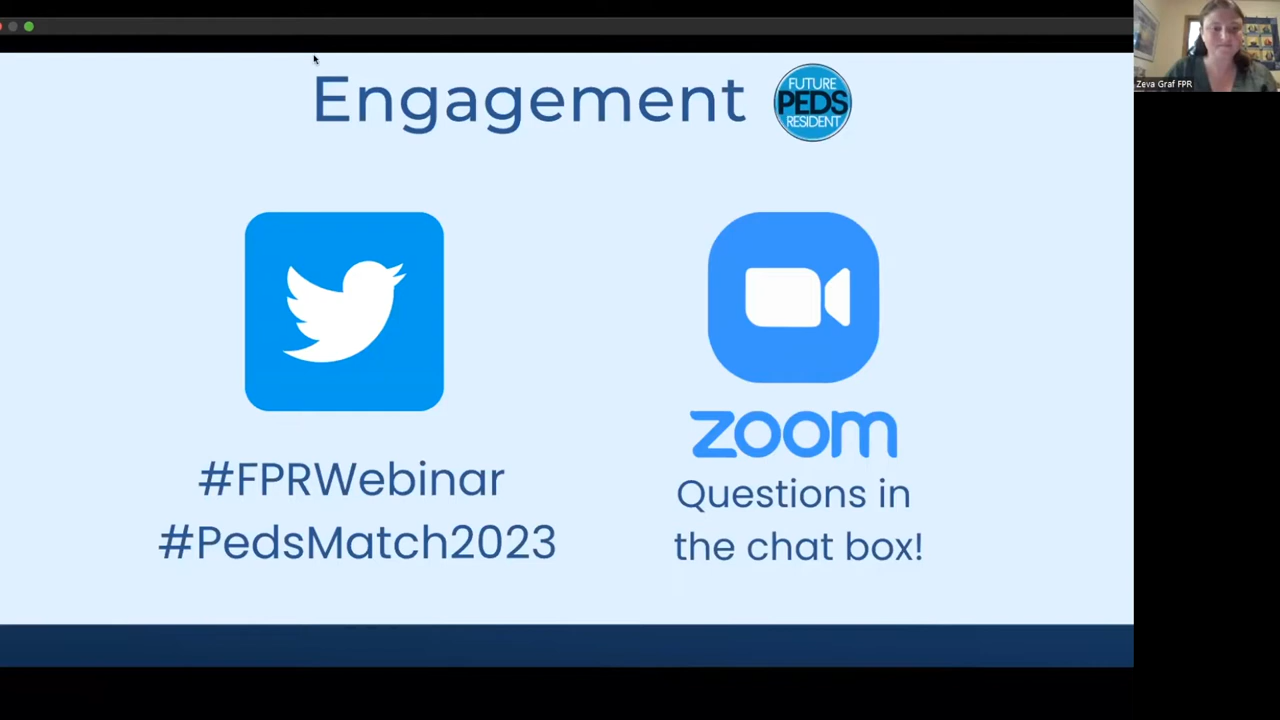 Engagement
FUTURE
PEDS
RESIDENT
Zeva Graf FPR
zoom
#FPRWebinar
#PedsMatch2023
Questions in
the chat box!